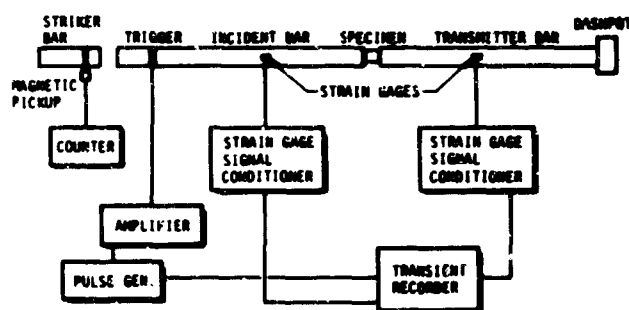 STRIKER
BAR
TRIGGER
INCIDENT BAR
SPECIMEN
TRANSMITTER BAR
DASHPOT
MAGNETIC
PICKUP
STRAIN GAGES
COUNTER
STRAIN GAGE
SIGNAL
CONDITIONER
STRAIN GAGE
SIGNAL
CONDITIONER
AMPLIFIER
PULSE GEN.
TRANSIENT
RECORDER